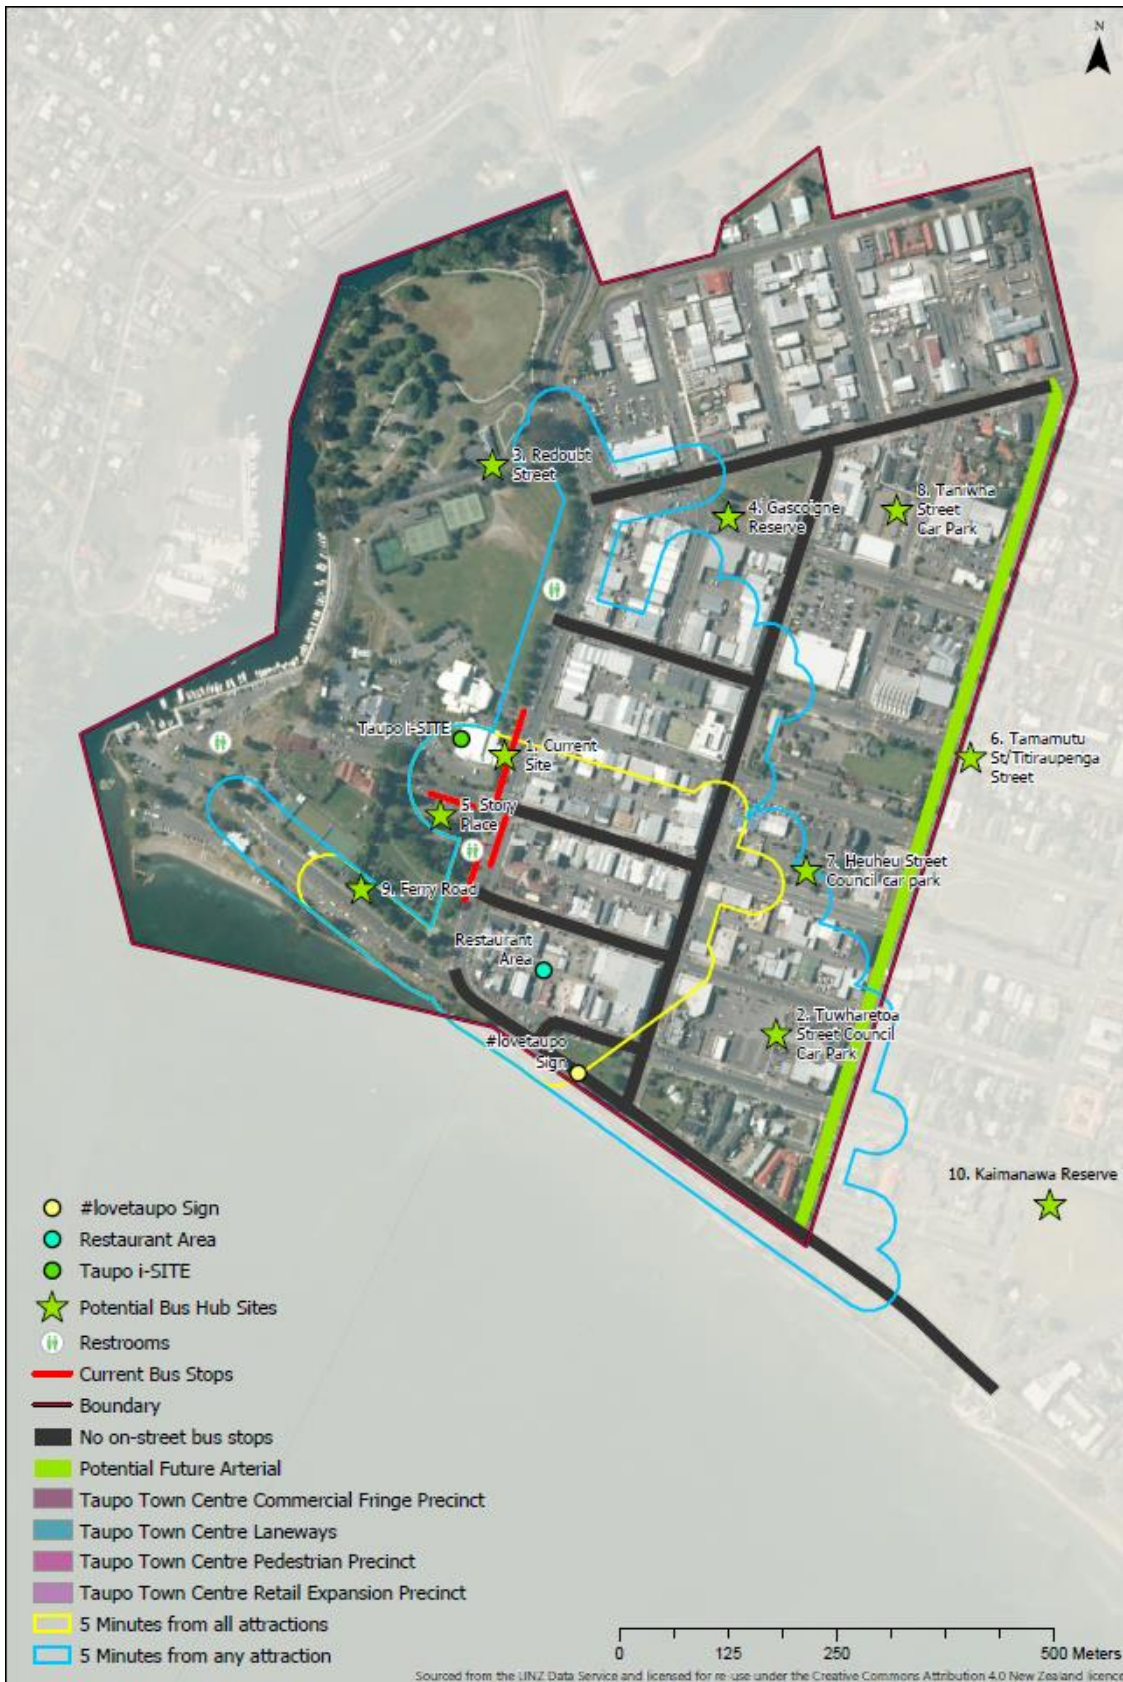 N
3. Redoubt
Street
4. Gascoigne
Reserve
8. Taniwha
Street
Car Park
Taupo i-SITE
1. Current
Site
6. Tamamutu
St/Titiraupenga
Street
5. Story
Place
7. Heuheu Street
Council car park
9. Ferry Road
Restaurant
Area
2. Tuwharetoa
Street Council
Car Park
#lovetaupo
Sign
10. Kaimanawa Reserve
#lovetaupo Sign
Restaurant Area
Taupo i-SITE
Potential Bus Hub Sites
Restrooms
Current Bus Stops
Boundary
No on-street bus stops
Potential Future Arterial
Taupo Town Centre Commercial Fringe Precinct
Taupo Town Centre Laneways
Taupo Town Centre Pedestrian Precinct
Taupo Town Centre Retail Expansion Precinct
5 Minutes from all attractions
5 Minutes from any attraction
0 125 250 500 Meters
Sourced from the LINZ Data Service and licensed for re-use under the Creative Commons Attribution 4.0 New Zealand licence